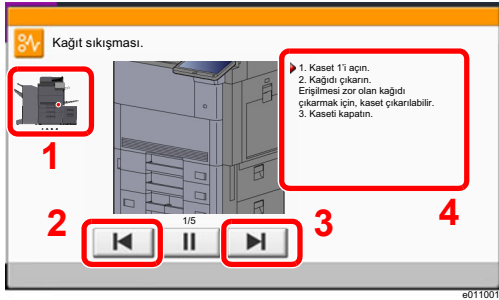 Kağıt sıkışması.
1. Kaset 1'i açın.
2. Kağıdı çıkarın.
Erişilmesi zor olan kağıdı
çıkarmak için, kaset çıkarılabilir.
3. Kaseti kapatın.
1
1/5
2
3
4
e011001